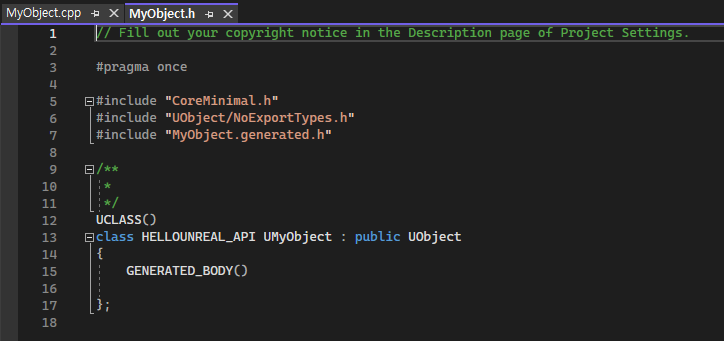 MyObject.cpp MyObject.h
1 // Fill out your copyright notice in the Description page of Project Settings.
2
3 #pragma once
4
5 #include "CoreMinimal.h"
6 #include "UObject/NoExportTypes.h"
7 #include "MyObject.generated.h"
8
9 /**
10 *
11 */
12 UCLASS()
13 class HELLOUNREAL_API UMyObject : public UObject
14 {
15 GENERATED_BODY()
16
17 };
18